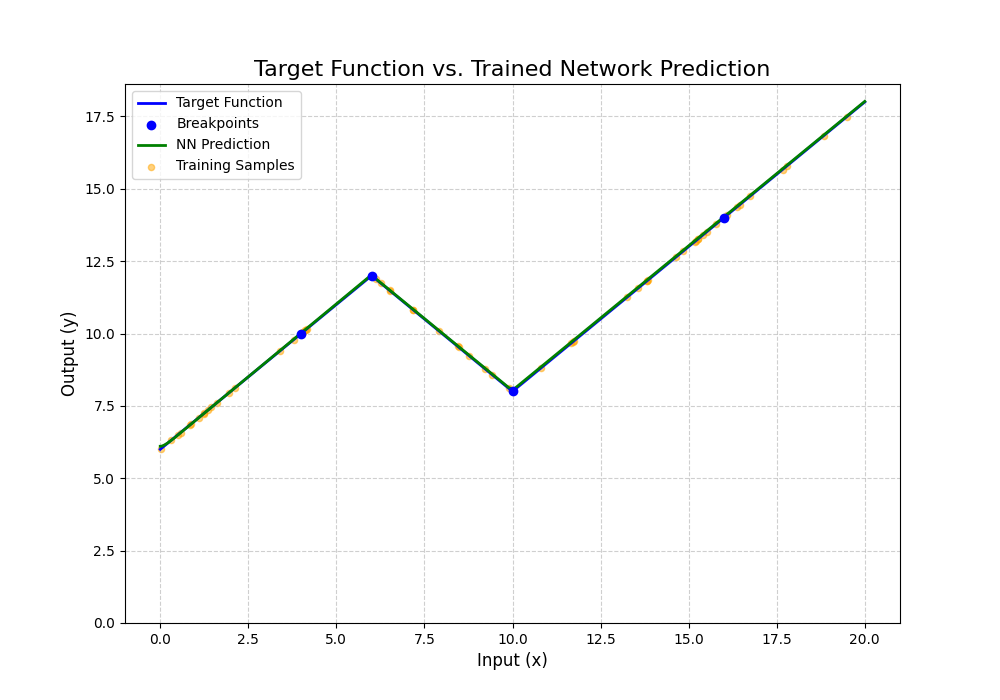 Target Function vs. Trained Network Prediction
Target Function
Breakpoints
NN Prediction
Training Samples
17.5
15.0
12.5
10.0
7.5
5.0
2.5
0.0
Output (y)
0.0 2.5 5.0 7.5 10.0 12.5 15.0 17.5 20.0
Input (x)